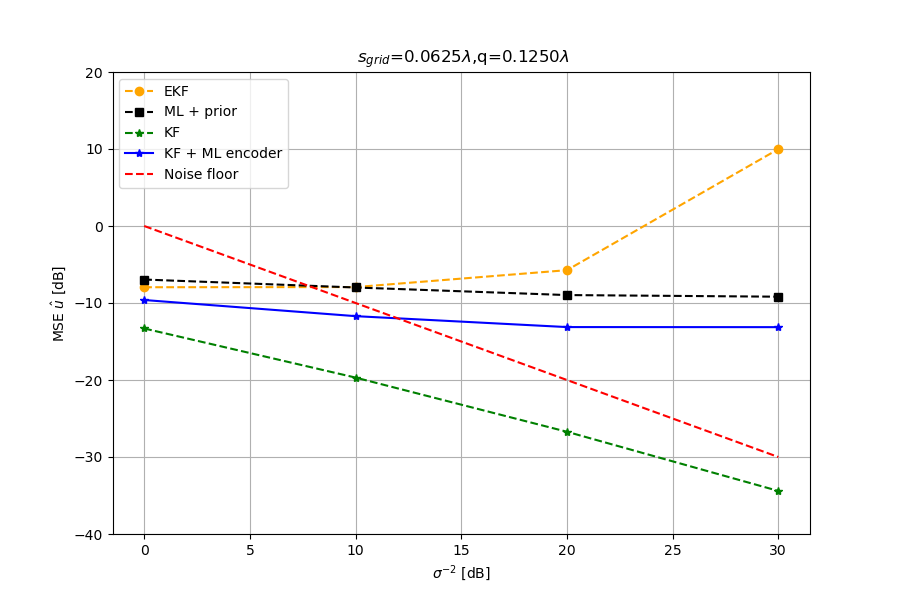 s_grid=0.0625λ,q=0.1250λ
EKF
ML + prior
KF
KF + ML encoder
Noise floor
20
10
0
−10
−20
−30
−40
MSE û [dB]
0 5 10 15 20 25 30
σ⁻² [dB]